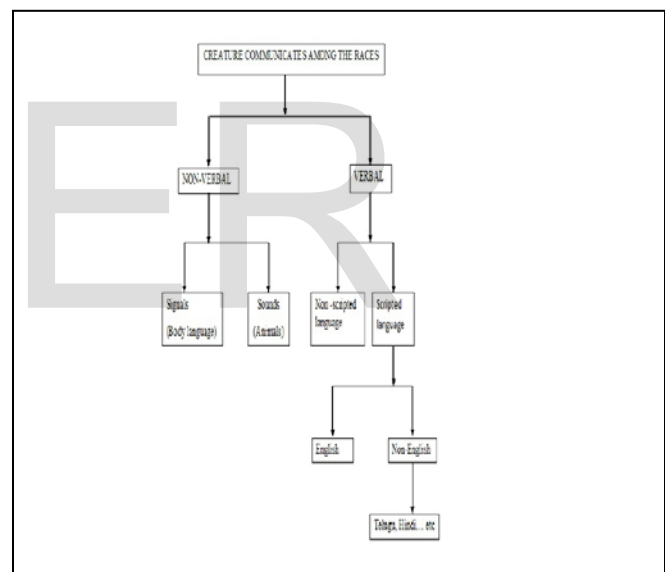 CREATURE COMMUNICATES AMONG THE RACES
NON-VERBAL
VERBAL
Signals
(Body language)
Sounds
(Animals)
Non -scripted
language
Scripted
language
English
Non-English
Telugu, Hindi.... etc
ER